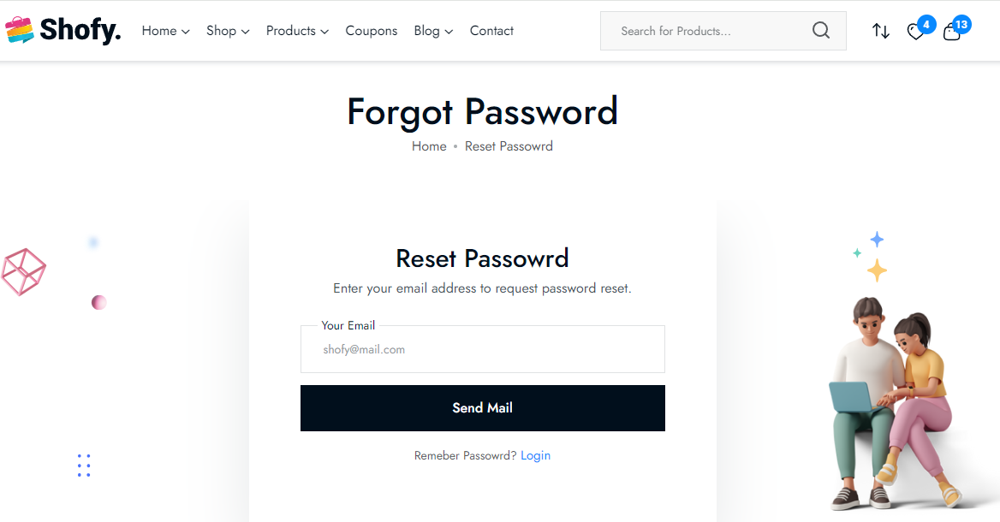 Shofy.
Home Shop Products Coupons Blog Contact
Search for Products...
4
13
Forgot Password
Home • Reset Passowrd
Reset Passowrd
Enter your email address to request password reset.
Your Email
shofy@mail.com
Send Mail
Remeber Passowrd? Login